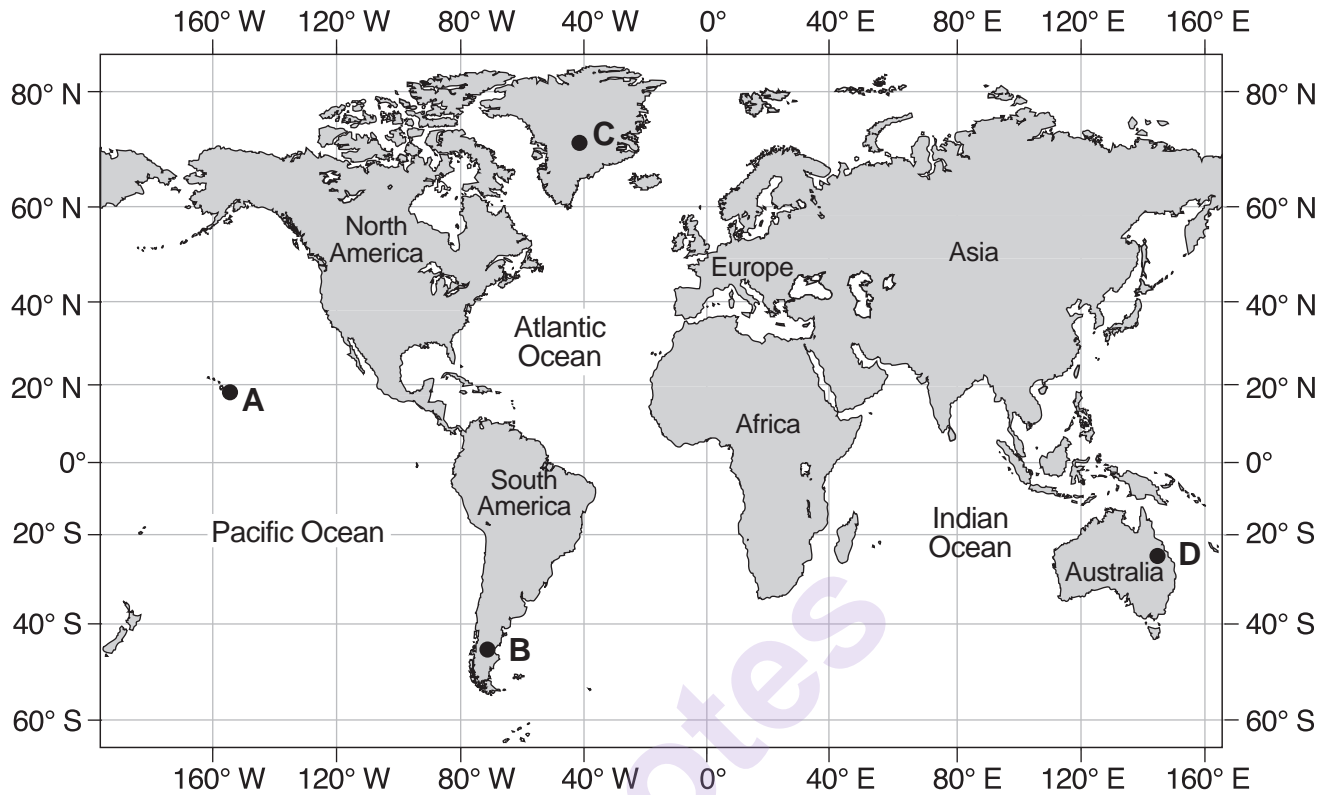 160° W 120° W 80° W 40° W 0° 40° E 80° E 120° E 160° E
80° N 80° N
C
60° N 60° N
North
America
Asia
Europe
40° N 40° N
Atlantic
Ocean
20° N 20° N
A
Africa
0° 0°
South
America
Pacific Ocean
Indian
Ocean
20° S 20° S
D
Australia
40° S 40° S
B
60° S 60° S
160° W 120° W 80° W 40° W 0° 40° E 80° E 120° E 160° E
otes